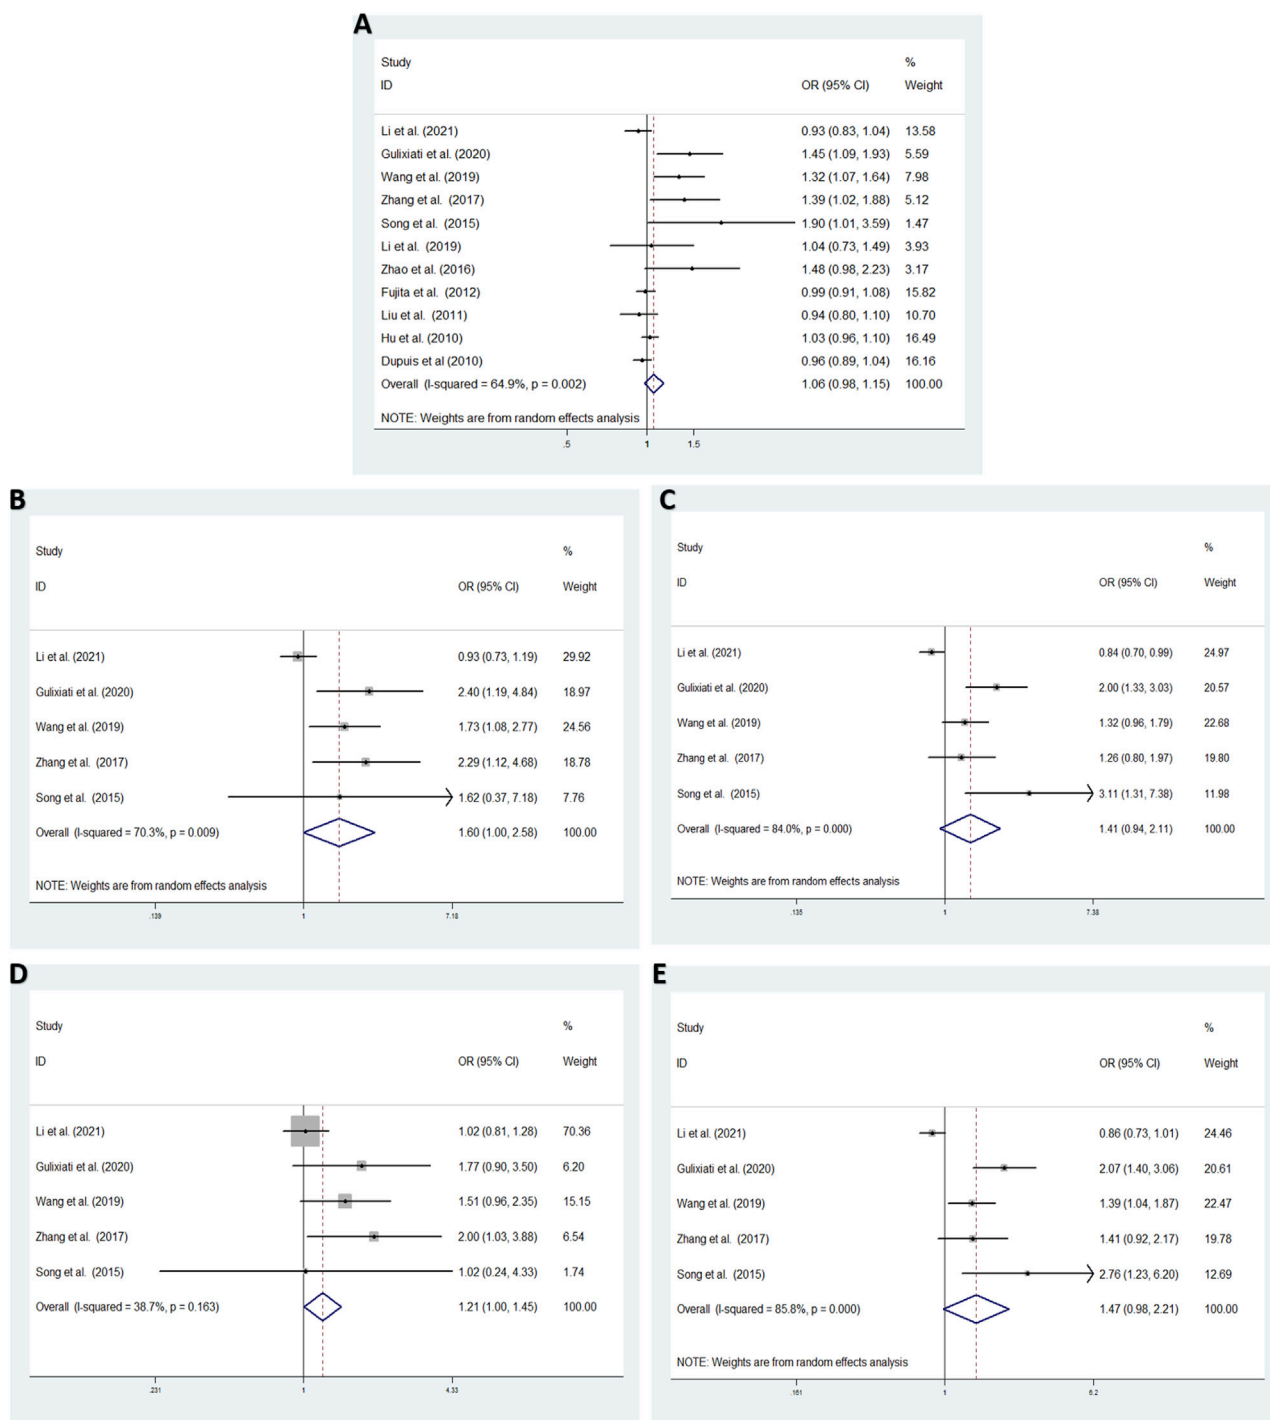 A
Study %
ID OR (95% CI) Weight
Li et al. (2021) 0.93 (0.83, 1.04) 13.58
Gulixiati et al. (2020) 1.45 (1.09, 1.93) 5.59
Wang et al. (2019) 1.32 (1.07, 1.64) 7.98
Zhang et al. (2017) 1.39 (1.02, 1.88) 5.12
Song et al. (2015) 1.90 (1.01, 3.59) 1.47
Li et al. (2019) 1.04 (0.73, 1.49) 3.93
Zhao et al. (2016) 1.48 (0.98, 2.23) 3.17
Fujita et al. (2012) 0.99 (0.91, 1.08) 15.82
Liu et al. (2011) 0.94 (0.80, 1.10) 10.70
Hu et al. (2010) 1.03 (0.96, 1.10) 16.49
Dupuis et al (2010) 0.96 (0.89, 1.04) 16.16
Overall (I-squared = 64.9%, p = 0.002) 1.06 (0.98, 1.15) 100.00
NOTE: Weights are from random effects analysis
.5 1 1.5
B
Study %
ID OR (95% CI) Weight
Li et al. (2021) 0.93 (0.73, 1.19) 29.92
Gulixiati et al. (2020) 2.40 (1.19, 4.84) 18.97
Wang et al. (2019) 1.73 (1.08, 2.77) 24.56
Zhang et al. (2017) 2.29 (1.12, 4.68) 18.78
Song et al. (2015) 1.62 (0.37, 7.18) 7.76
Overall (I-squared = 70.3%, p = 0.009) 1.60 (1.00, 2.58) 100.00
NOTE: Weights are from random effects analysis
.139 1 7.18
C
Study %
ID OR (95% CI) Weight
Li et al. (2021) 0.84 (0.70, 0.99) 24.97
Gulixiati et al. (2020) 2.00 (1.33, 3.03) 20.57
Wang et al. (2019) 1.32 (0.96, 1.79) 22.68
Zhang et al. (2017) 1.26 (0.80, 1.97) 19.80
Song et al. (2015) 3.11 (1.31, 7.38) 11.98
Overall (I-squared = 84.0%, p = 0.000) 1.41 (0.94, 2.11) 100.00
NOTE: Weights are from random effects analysis
.135 1 7.38
D
Study %
ID OR (95% CI) Weight
Li et al. (2021) 1.02 (0.81, 1.28) 70.36
Gulixiati et al. (2020) 1.77 (0.90, 3.50) 6.20
Wang et al. (2019) 1.51 (0.96, 2.35) 15.15
Zhang et al. (2017) 2.00 (1.03, 3.88) 6.54
Song et al. (2015) 1.02 (0.24, 4.33) 1.74
Overall (I-squared = 38.7%, p = 0.163) 1.21 (1.00, 1.45) 100.00
.231 1 4.33
E
Study %
ID OR (95% CI) Weight
Li et al. (2021) 0.86 (0.73, 1.01) 24.46
Gulixiati et al. (2020) 2.07 (1.40, 3.06) 20.61
Wang et al. (2019) 1.39 (1.04, 1.87) 22.47
Zhang et al. (2017) 1.41 (0.92, 2.17) 19.78
Song et al. (2015) 2.76 (1.23, 6.20) 12.69
Overall (I-squared = 85.8%, p = 0.000) 1.47 (0.98, 2.21) 100.00
NOTE: Weights are from random effects analysis
.161 1 6.2